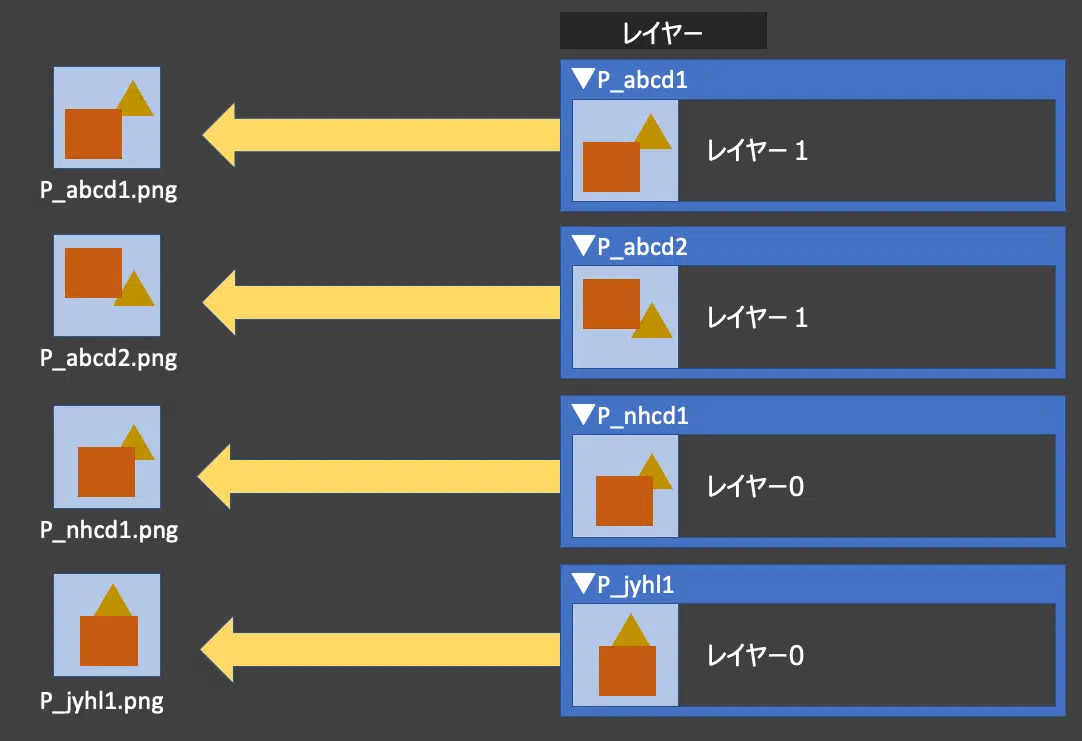 レイヤー
▼P_abcd1
レイヤー 1
P_abcd1.png
▼P_abcd2
レイヤー 1
P_abcd2.png
▼P_nhcd1
レイヤー0
P_nhcd1.png
▼P_jyhl1
レイヤー0
P_jyhl1.png